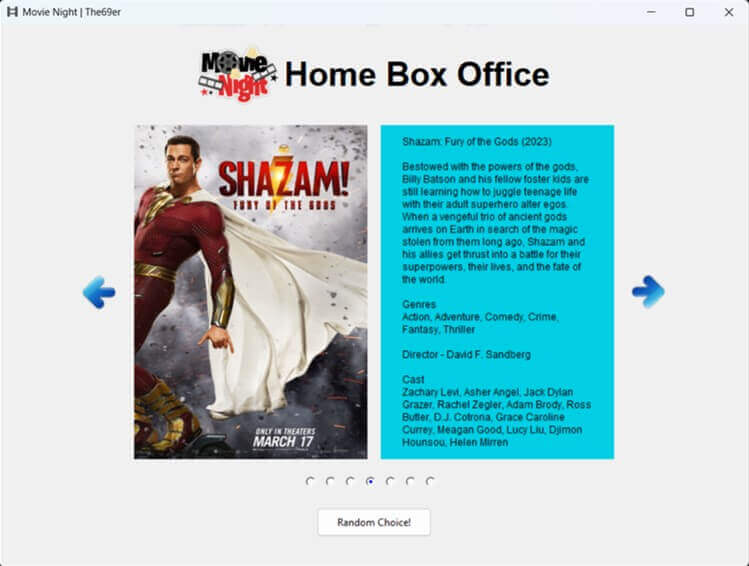 Movie Night | The69er
Movie
Night
Home Box Office
SHAZAM!
FURY OF THE GODS
ONLY IN THEATERS
MARCH 17
Shazam: Fury of the Gods (2023)
Bestowed with the powers of the gods,
Billy Batson and his fellow foster kids are
still learning how to juggle teenage life
with their adult superhero alter egos.
When a vengeful trio of ancient gods
arrives on Earth in search of the magic
stolen from them long ago, Shazam and
his allies get thrust into a battle for their
superpowers, their lives, and the fate of
the world.
Genres
Action, Adventure, Comedy, Crime,
Fantasy, Thriller
Director - David F. Sandberg
Cast
Zachary Levi, Asher Angel, Jack Dylan
Grazer, Rachel Zegler, Adam Brody, Ross
Butler, D.J. Cotrona, Grace Caroline
Currey, Meagan Good, Lucy Liu, Djimon
Hounsou, Helen Mirren
Random Choice!